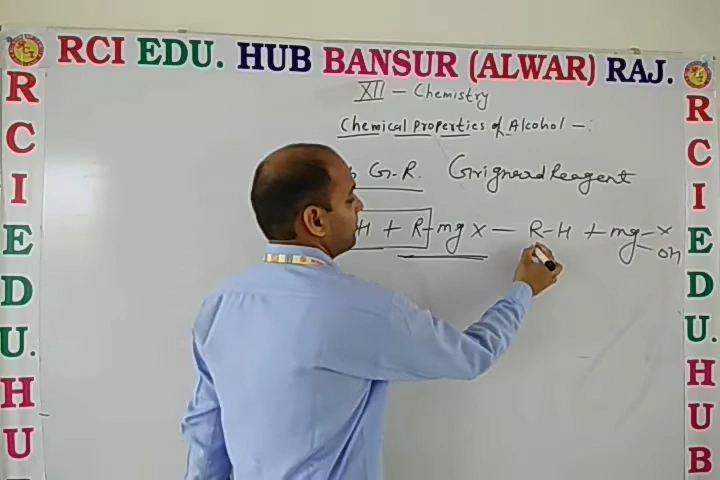 RCI EDU. HUB BANSUR (ALWAR) RAJ.
XII - Chemistry
Chemical Properties of Alcohol -:
G.R. Grignard Reagent
H + R-mg X — R-H + mg-X
OH
R
C
I
E
D
U.
H
U
R
C
I
E
D
U.
H
U
B